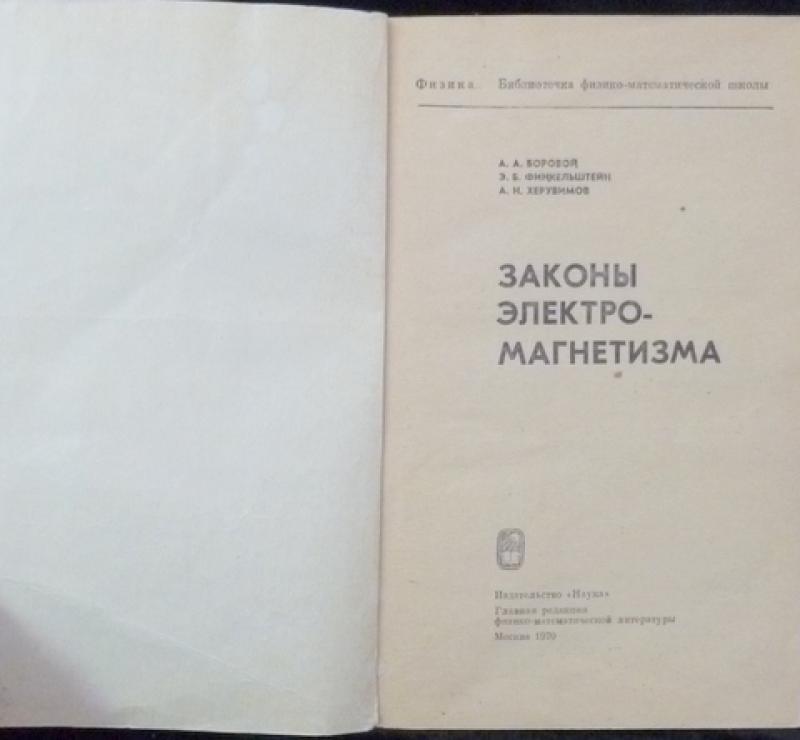 Физика. Библиотечка физико-математической школы
А. А. БОРОВОЙ
Э. Б. ФИНКЕЛЬШТЕЙН
А. Н. ХЕРУВИМОВ
ЗАКОНЫ
ЭЛЕКТРО-
МАГНЕТИЗМА
Издательство «Наука»
Главная редакция
физико-математической литературы
Москва 1970